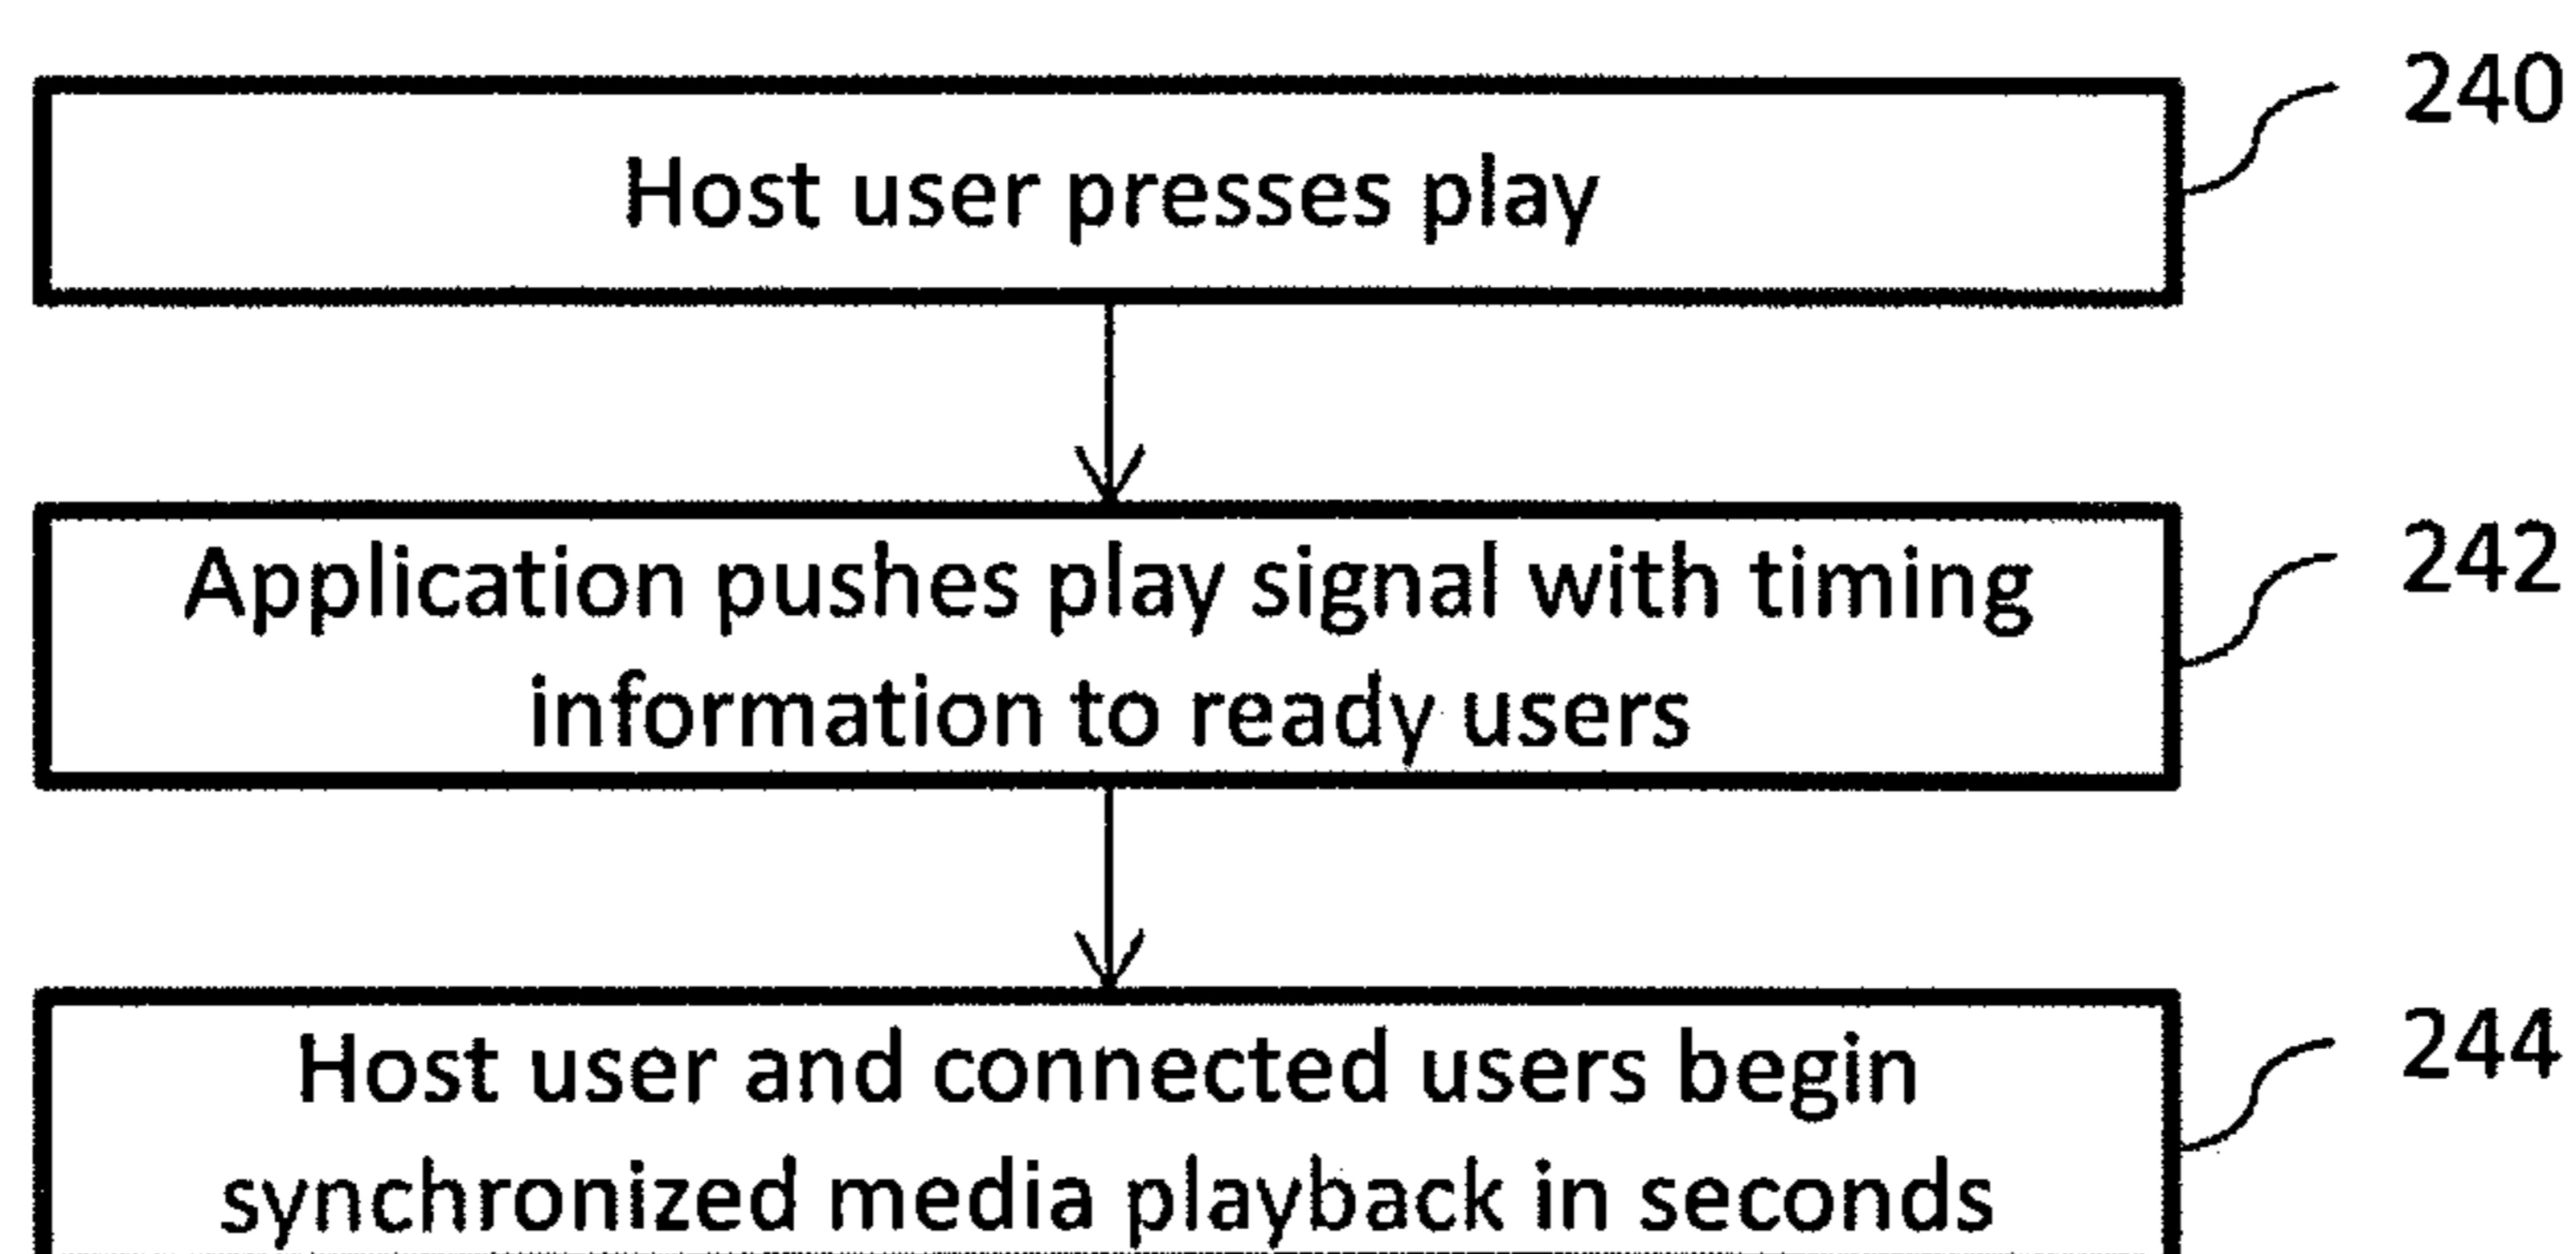 240
Host user presses play
242
Application pushes play signal with timing
information to ready users
244
Host user and connected users begin
synchronized media playback in seconds